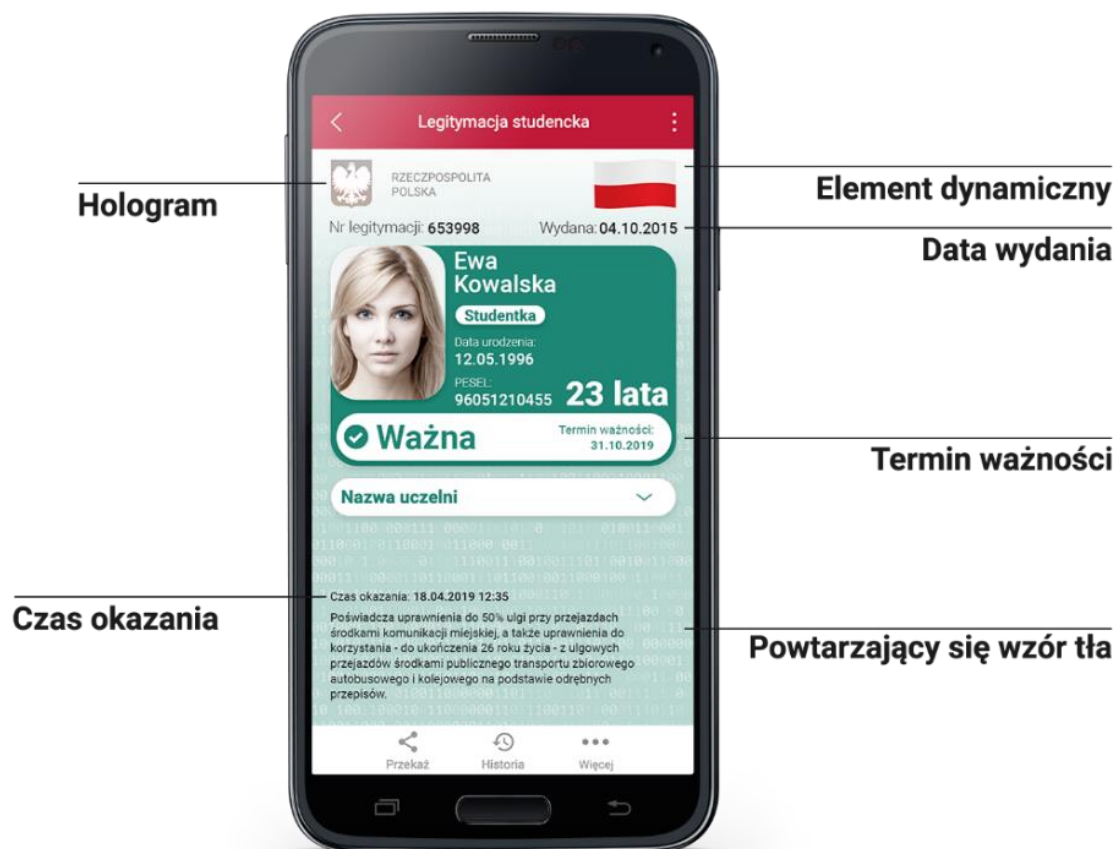 Legitymacja studencka
RZECZPOSPOLITA
POLSKA
Hologram
Element dynamiczny
Nr legitymacji: 653998
Wydana: 04.10.2015
Data wydania
Ewa
Kowalska
Studentka
Data urodzenia:
12.05.1996
PESEL:
96051210455
23 lata
Ważna
Termin ważności:
31.10.2019
Termin ważności
Nazwa uczelni
Czas okazania: 18.04.2019 12:35
Czas okazania
Poświadcza uprawnienia do 50% ulgi przy przejazdach
środkami komunikacji miejskiej, a także uprawnienia do
korzystania - do ukończenia 26 roku życia - z ulgowych
przejazdów środkami publicznego transportu zbiorowego
autobusowego i kolejowego na podstawie odrębnych
przepisów.
Powtarzający się wzór tła
Przekaż
Historia
Więcej